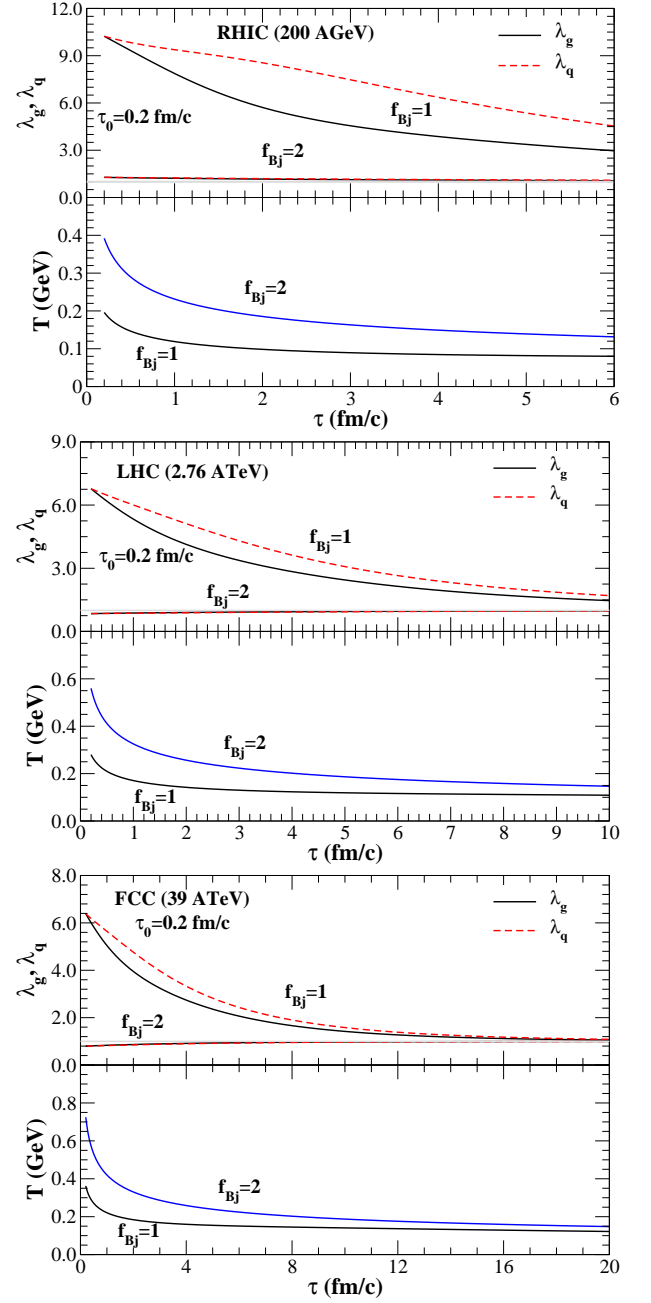 12.0
RHIC (200 AGeV)
λg
λq
9.0
λg, λq
6.0
τ0=0.2 fm/c
fBj=1
3.0
fBj=2
0.0
0.4
T (GeV)
0.3
fBj=2
0.2
0.1
fBj=1
0
0 1 2 3 4 5 6
τ (fm/c)
9.0
LHC (2.76 ATeV)
λg
λq
λg, λq
6.0
fBj=1
τ0=0.2 fm/c
3.0
fBj=2
0.0
0.6
T (GeV)
0.4
fBj=2
0.2
fBj=1
0.0
0 1 2 3 4 5 6 7 8 9 10
τ (fm/c)
8.0
FCC (39 ATeV)
λg
τ0=0.2 fm/c
λq
6.0
λg, λq
4.0
fBj=1
2.0
fBj=2
0.0
0.8
0.6
T (GeV)
0.4
fBj=2
0.2
fBj=1
0.0
0 4 8 12 16 20
τ (fm/c)